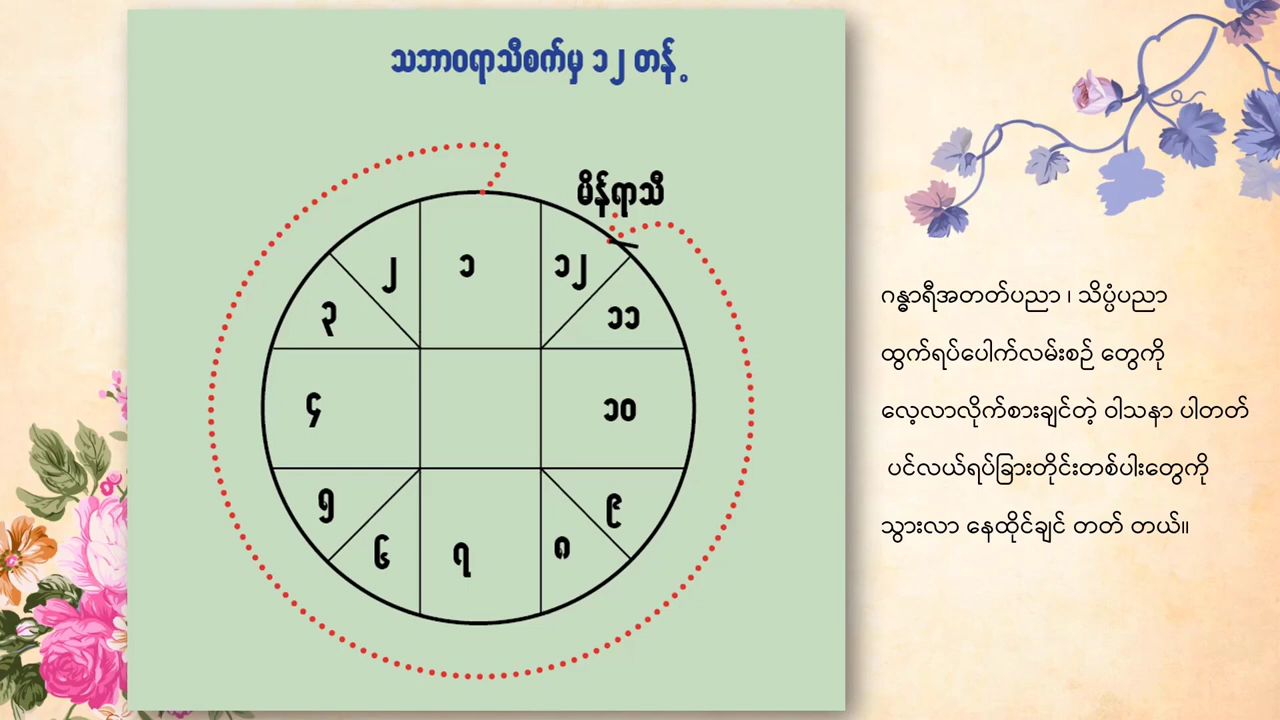 သဘာဝရာသီစက်မှ ၁၂ တန့်
မိန်ရာသီ
၂
၁
၁၂
၃
၁၁
၄
၁၀
၅
၉
၆
၇
၈
ဂန္ဓာရီအတတ်ပညာ ၊ သိပ္ပံပညာ
ထွက်ရပ်ပေါက်လမ်းစဉ် တွေကို
လေ့လာလိုက်စားချင်တဲ့ ဝါသနာ ပါတတ်
ပင်လယ်ရပ်ခြားတိုင်းတစ်ပါးတွေကို
သွားလာ နေထိုင်ချင် တတ် တယ်။